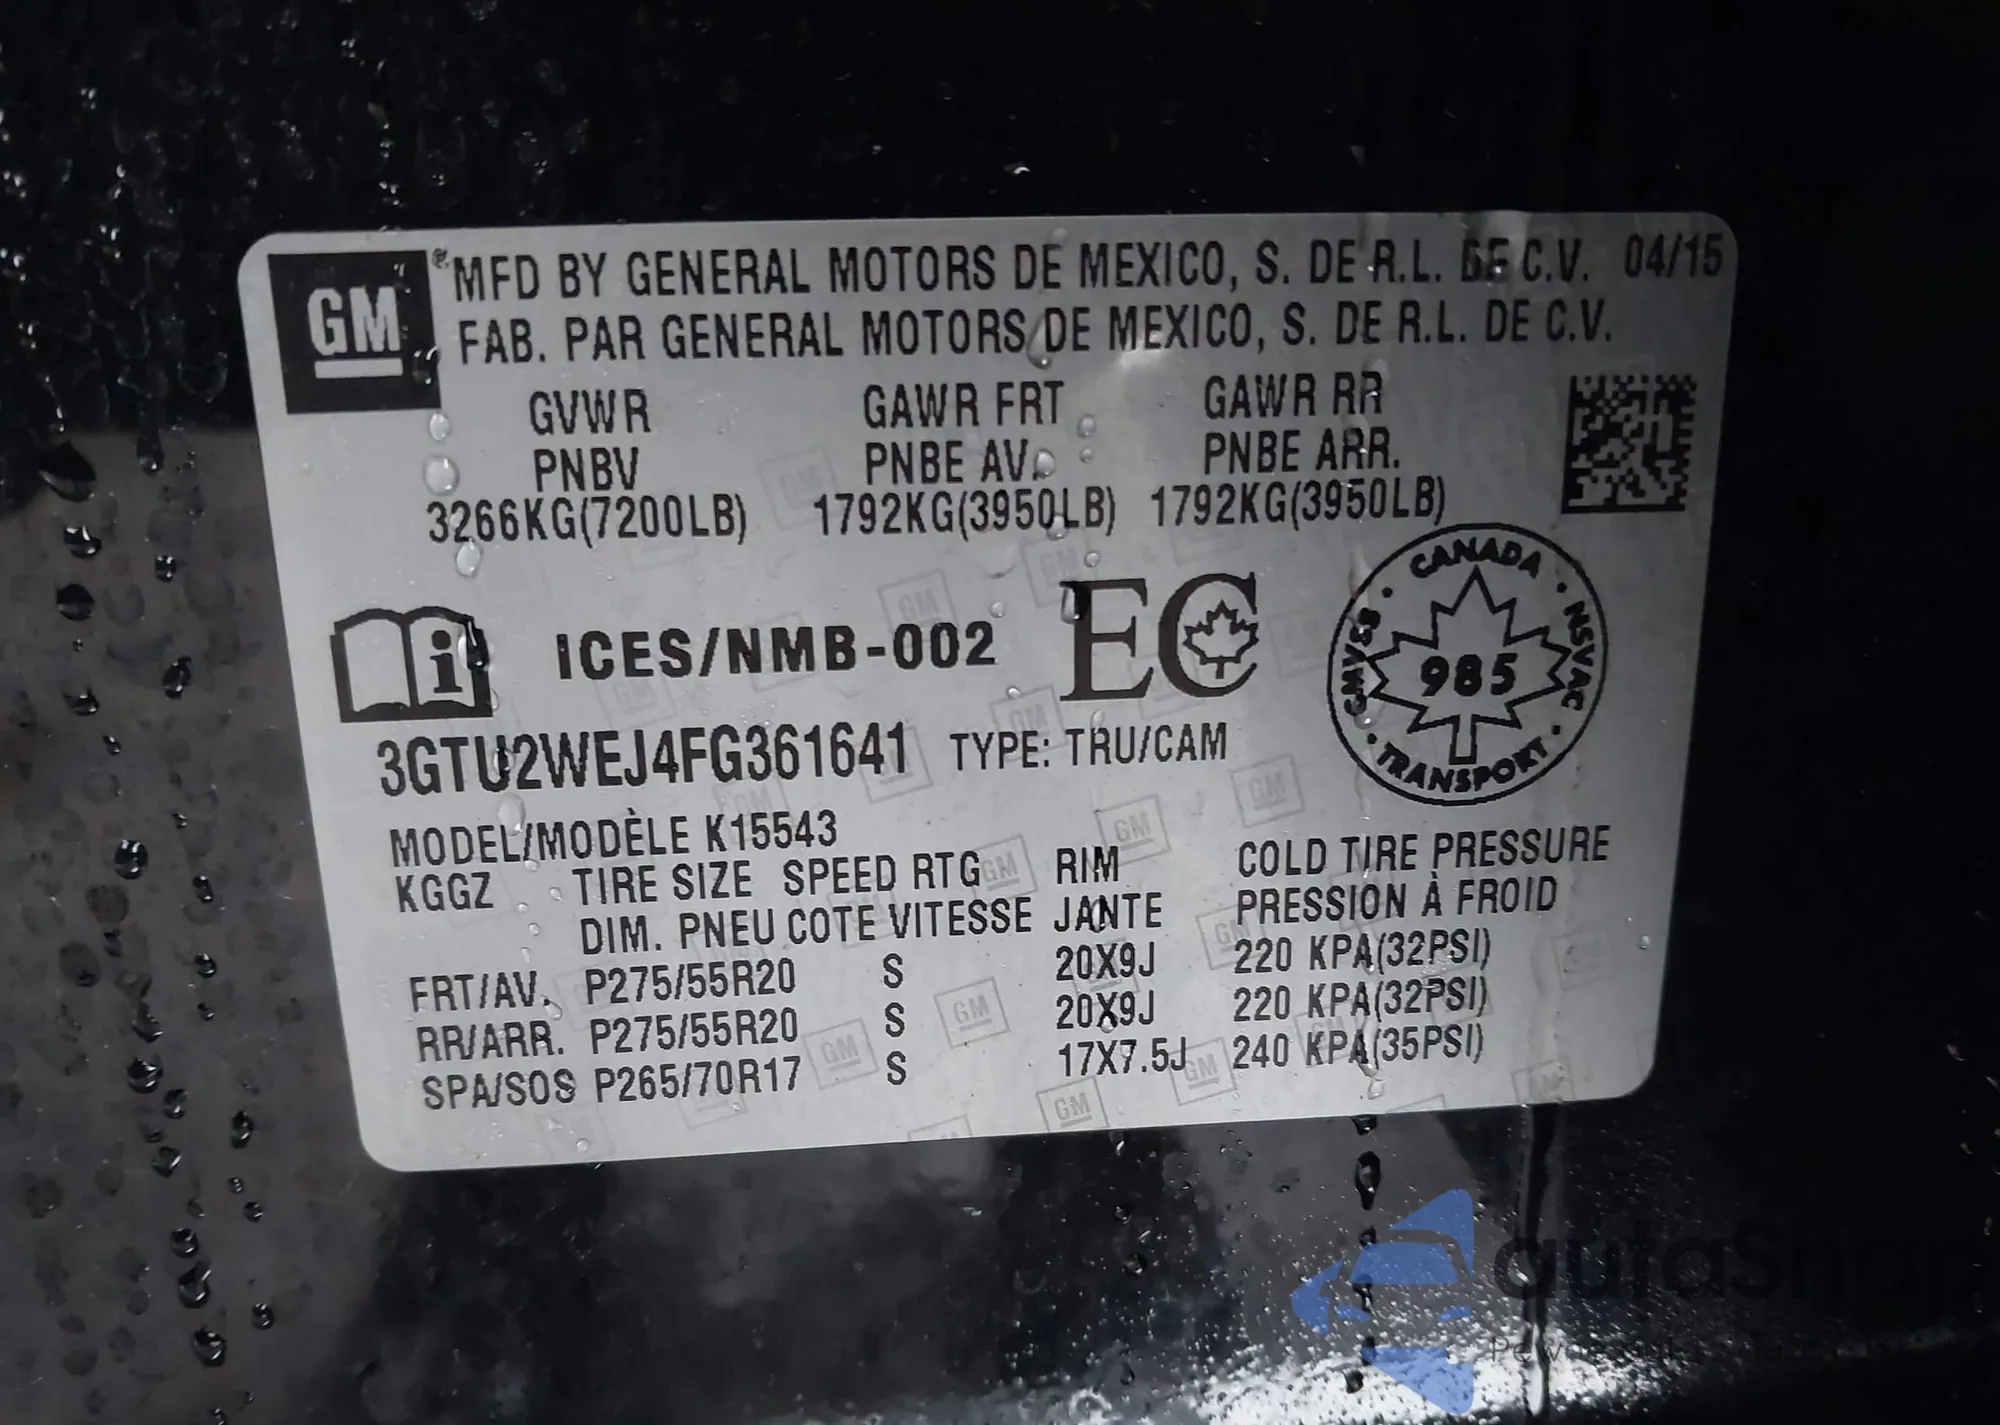 GM ® MFD BY GENERAL MOTORS DE MEXICO, S. DE R.L. DE C.V. 04/15
FAB. PAR GENERAL MOTORS DE MEXICO, S. DE R.L. DE C.V.
GVWR GAWR FRT GAWR RR
PNBV PNBE AV. PNBE ARR.
3266KG(7200LB) 1792KG(3950LB) 1792KG(3950LB)
i ICES/NMB-002 EC
CANADA
CMVSS 985 NSVAC
TRANSPORT
3GTU2WEJ4FG361641 TYPE: TRU/CAM
MODEL/MODÈLE K15543
KGGZ TIRE SIZE SPEED RTG RIM COLD TIRE PRESSURE
DIM. PNEU COTE VITESSE JANTE PRESSION À FROID
FRT/AV. P275/55R20 S 20X9J 220 KPA(32PSI)
RR/ARR. P275/55R20 S 20X9J 220 KPA(32PSI)
SPA/SOS P265/70R17 S 17X7.5J 240 KPA(35PSI)